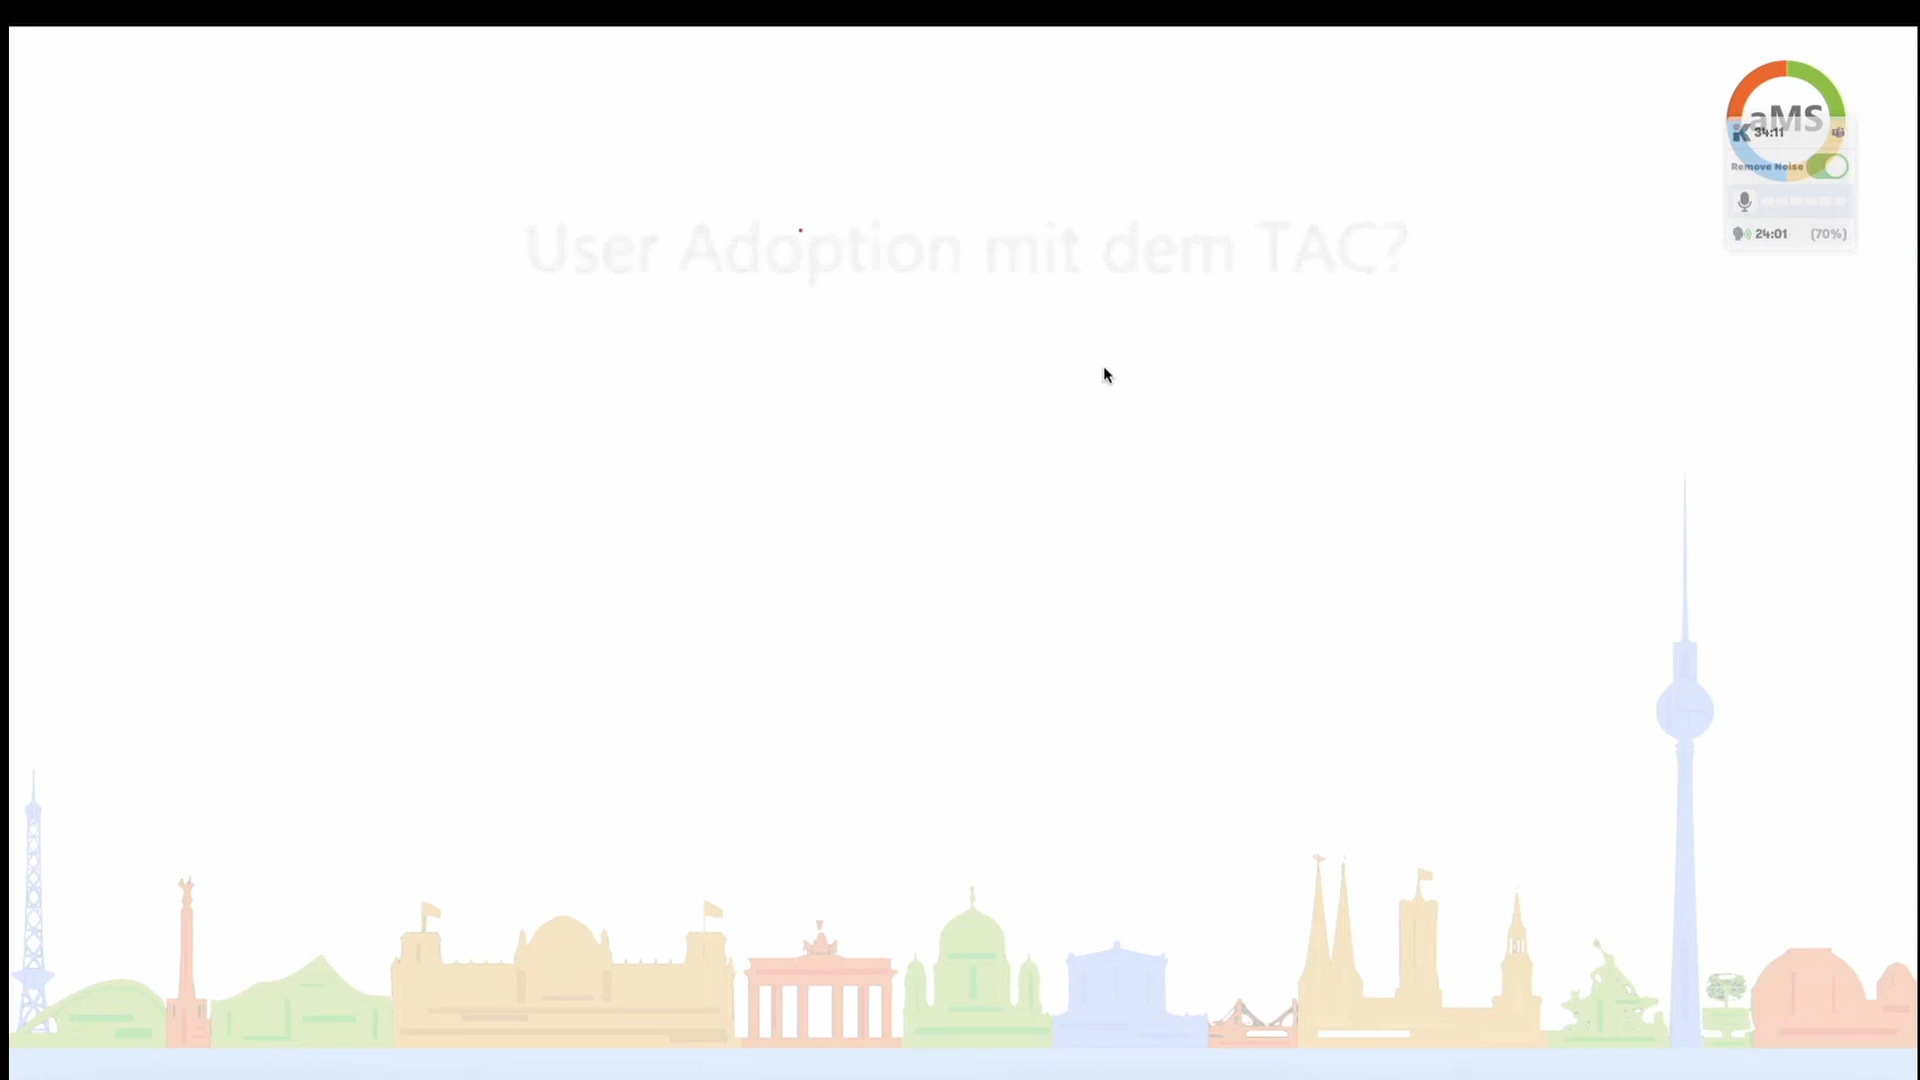 aMS
34:11
Remove Noise
User Adoption mit dem TAC?
24:01 (70%)